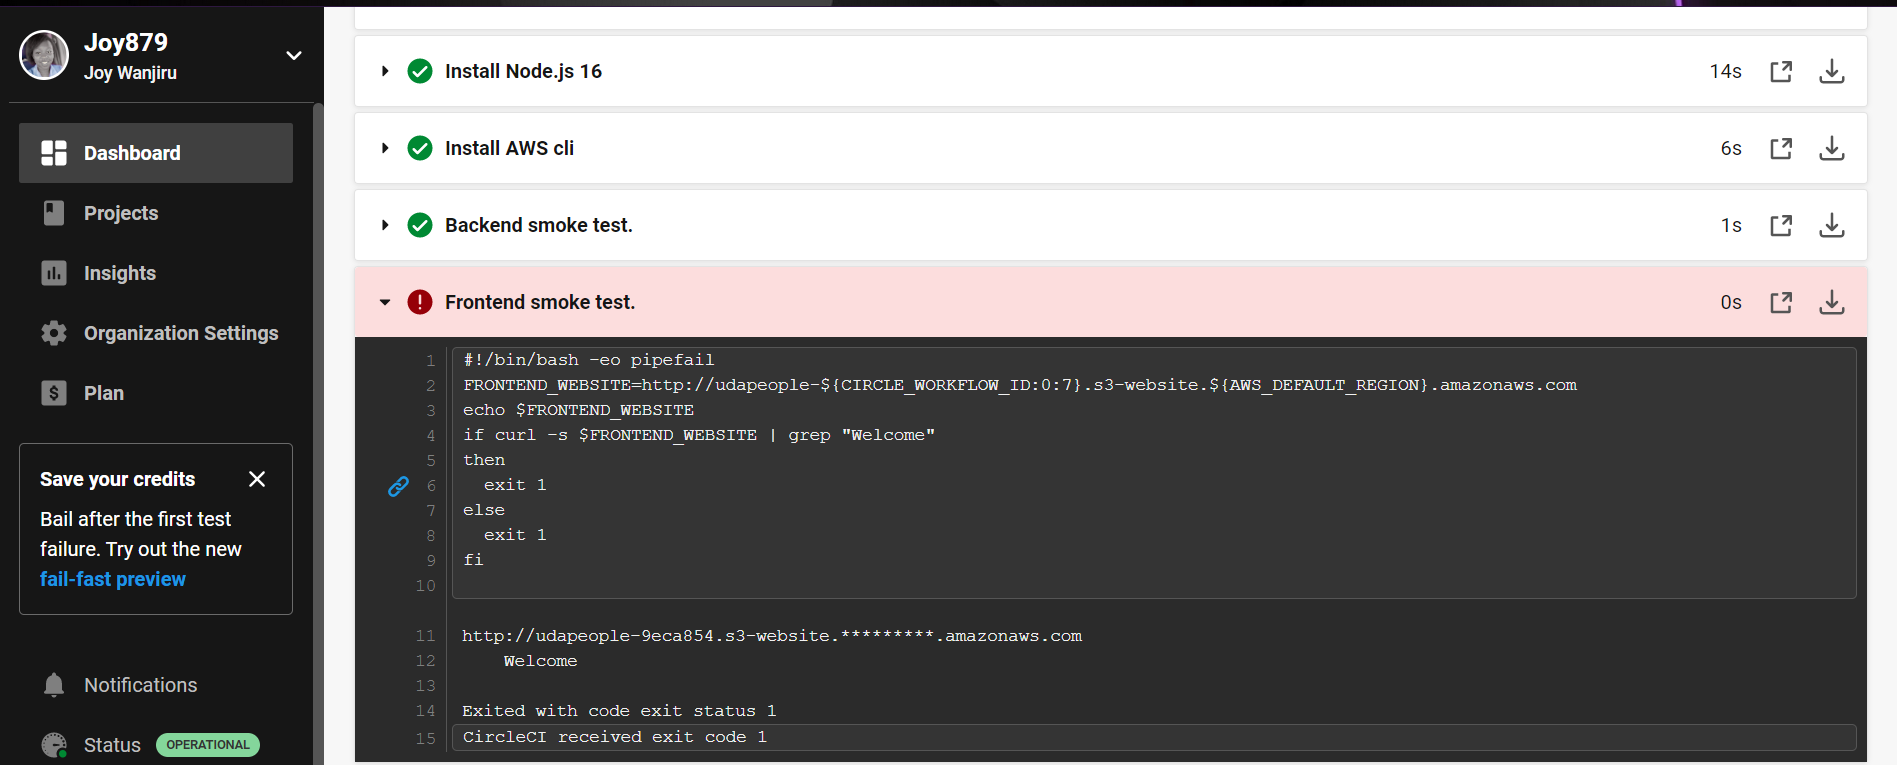 Joy879
Joy Wanjiru
Dashboard
Projects
Insights
Organization Settings
Plan
Save your credits
Bail after the first test
failure. Try out the new
fail-fast preview
Notifications
Status OPERATIONAL
Install Node.js 16 14s
Install AWS cli 6s
Backend smoke test. 1s
Frontend smoke test. 0s
1 #!/bin/bash -eo pipefail
2 FRONTEND_WEBSITE=http://udapeople-${CIRCLE_WORKFLOW_ID:0:7}.s3-website.${AWS_DEFAULT_REGION}.amazonaws.com
3 echo $FRONTEND_WEBSITE
4 if curl -s $FRONTEND_WEBSITE | grep "Welcome"
5 then
6   exit 1
7 else
8   exit 1
9 fi
10
11 http://udapeople-9eca854.s3-website.*********.amazonaws.com
12     Welcome
13
14 Exited with code exit status 1
15 CircleCI received exit code 1